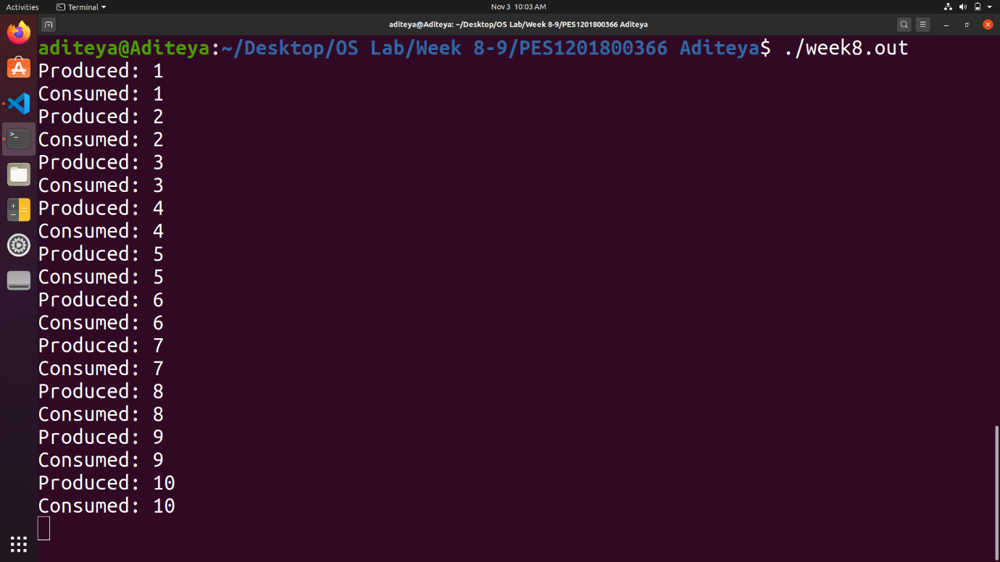 Activities Terminal Nov 3 10:03 AM
aditeya@Aditeya: ~/Desktop/OS Lab/Week 8-9/PES1201800366 Aditeya
aditeya@Aditeya:~/Desktop/OS Lab/Week 8-9/PES1201800366 Aditeya$ ./week8.out
Produced: 1
Consumed: 1
Produced: 2
Consumed: 2
Produced: 3
Consumed: 3
Produced: 4
Consumed: 4
Produced: 5
Consumed: 5
Produced: 6
Consumed: 6
Produced: 7
Consumed: 7
Produced: 8
Consumed: 8
Produced: 9
Consumed: 9
Produced: 10
Consumed: 10